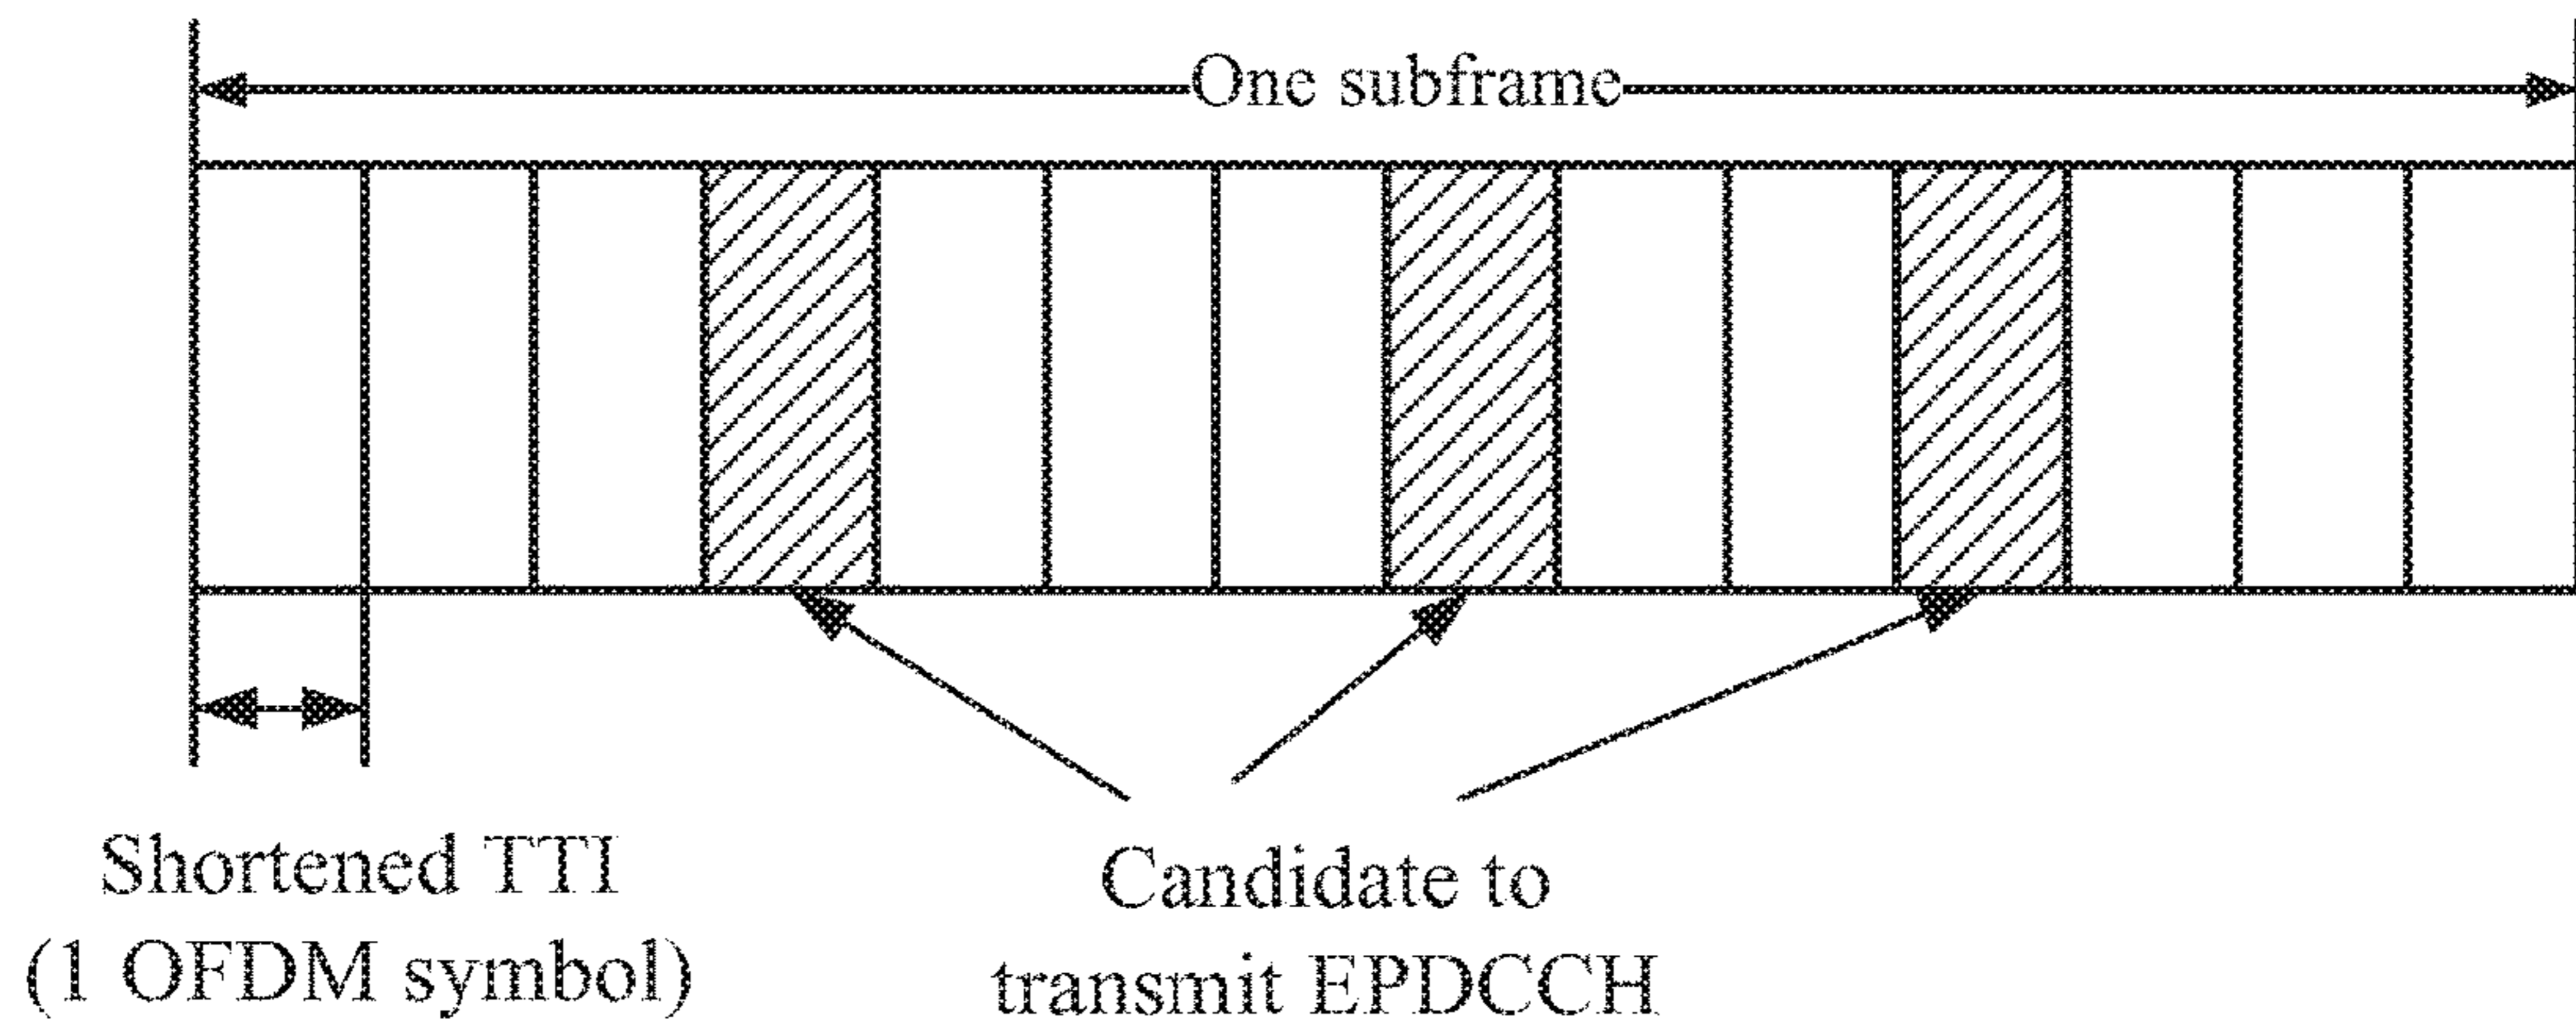 One subframe
Shortened TTI
(1 OFDM symbol)
Candidate to
transmit EPDCCH